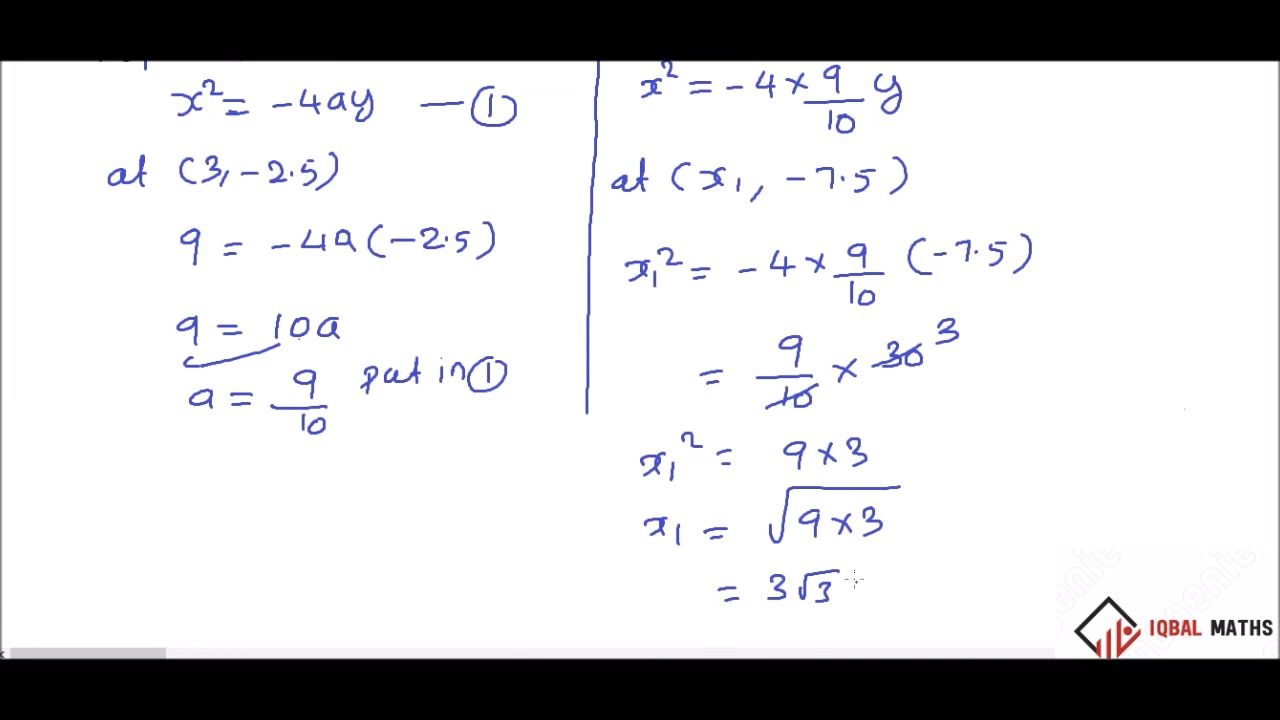 x² = -4ay — ①
at (3, -2.5)
9 = -4a(-2.5)
9 = 10a
a = 9/10 put in ①
x² = -4 × 9/10 y
at (x₁, -7.5)
x₁² = -4 × 9/10 (-7.5)
= 9/10 × 30 3
x₁² = 9×3
x₁ = √9×3
= 3√3
IQBAL MATHS